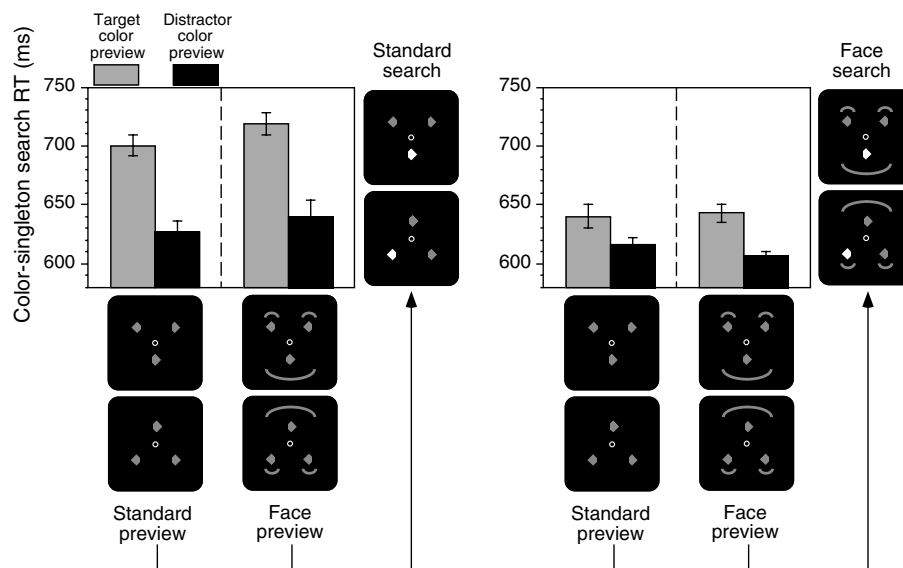 Target
color
preview
Distractor
color
preview
Color-singleton search RT (ms)
750
700
650
600
Standard
search
Standard
preview
Face
preview
750
700
650
600
Face
search
Standard
preview
Face
preview